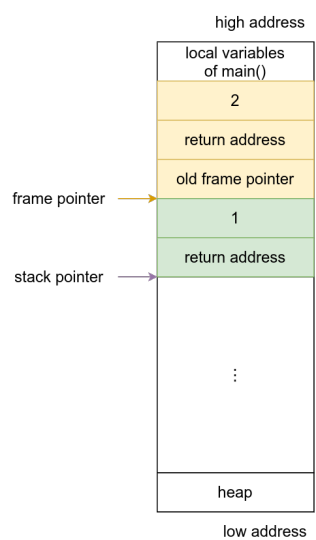 high address
local variables
of main()
2
return address
old frame pointer
frame pointer
1
return address
stack pointer
⋮
heap
low address